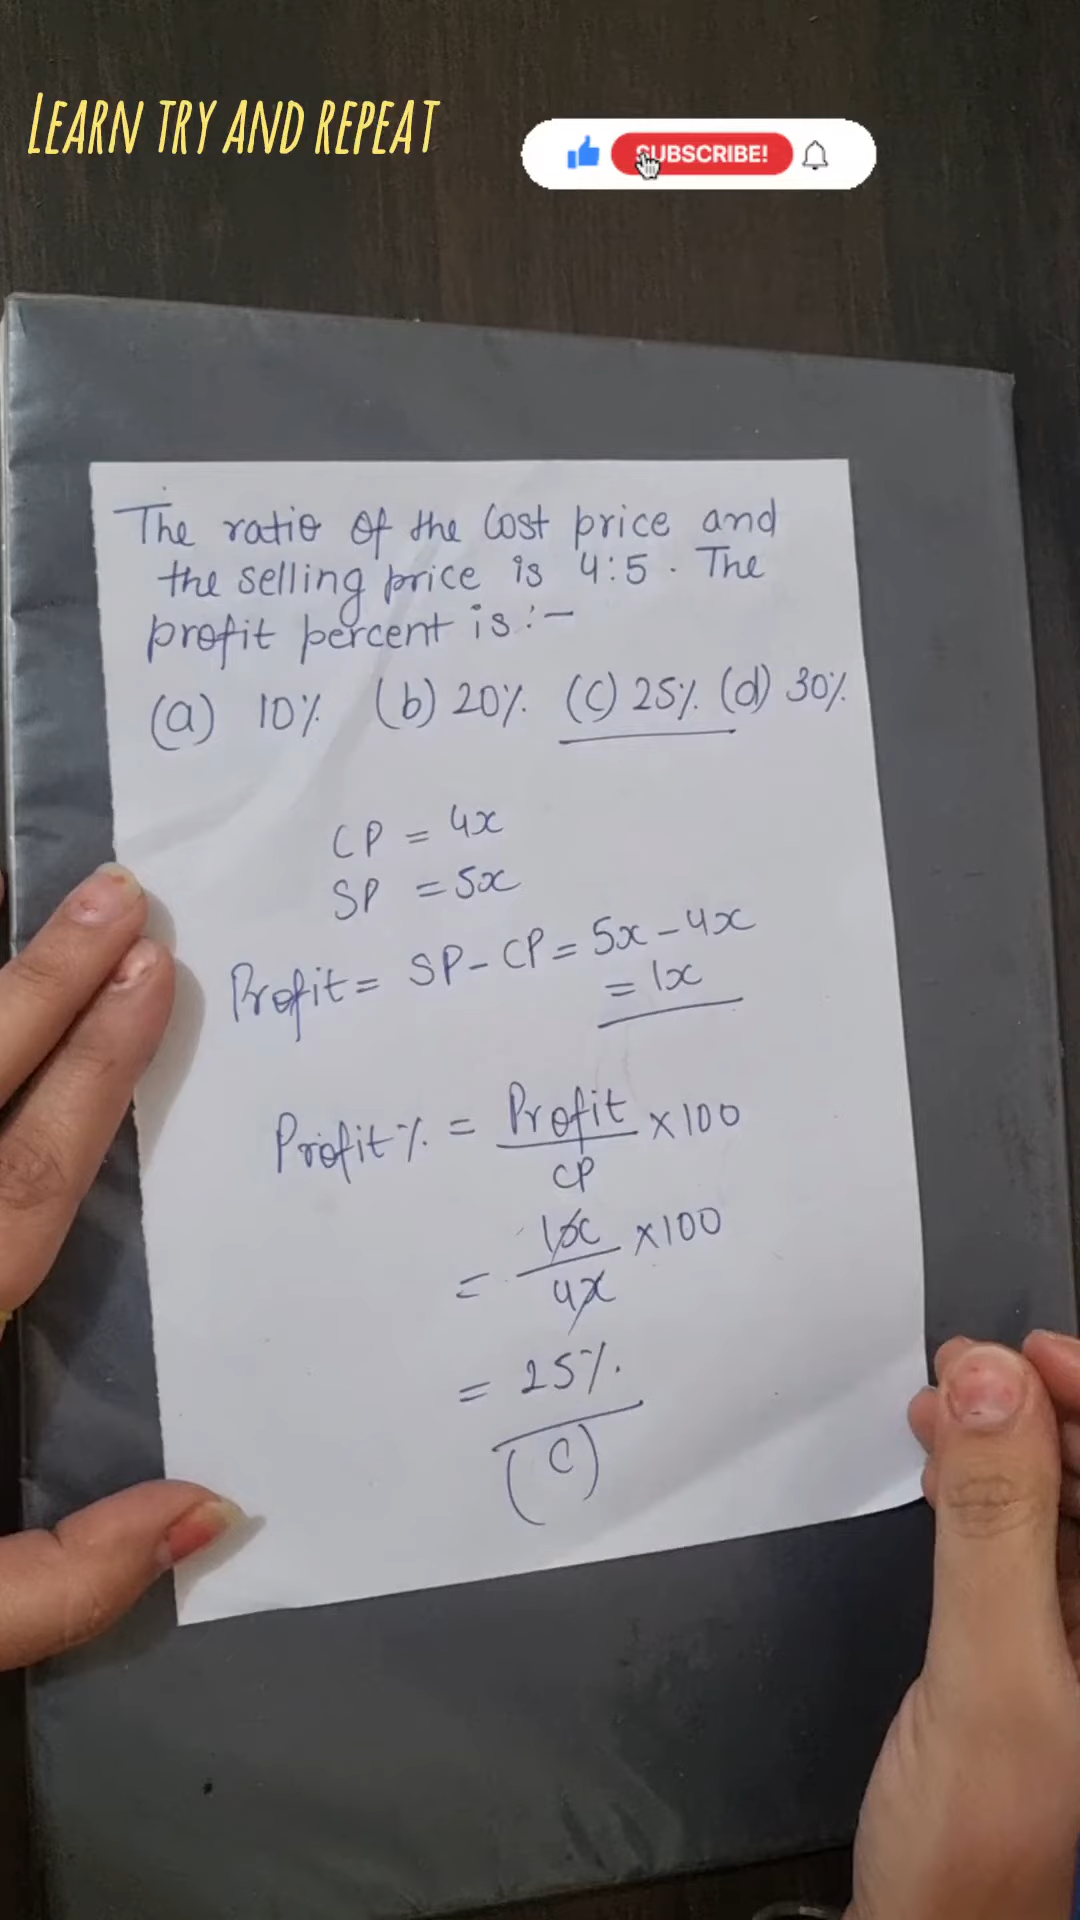 LEARN TRY AND REPEAT
SUBSCRIBE!
The ratio of the Cost price and
the selling price is 4:5. The
profit percent is :-
(a) 10% (b) 20% (c) 25% (d) 30%
CP = 4x
SP = 5x
Profit = SP - CP = 5x - 4x
= 1x
Profit % = Profit/CP × 100
= 1x/4x × 100
= 25%
(C)